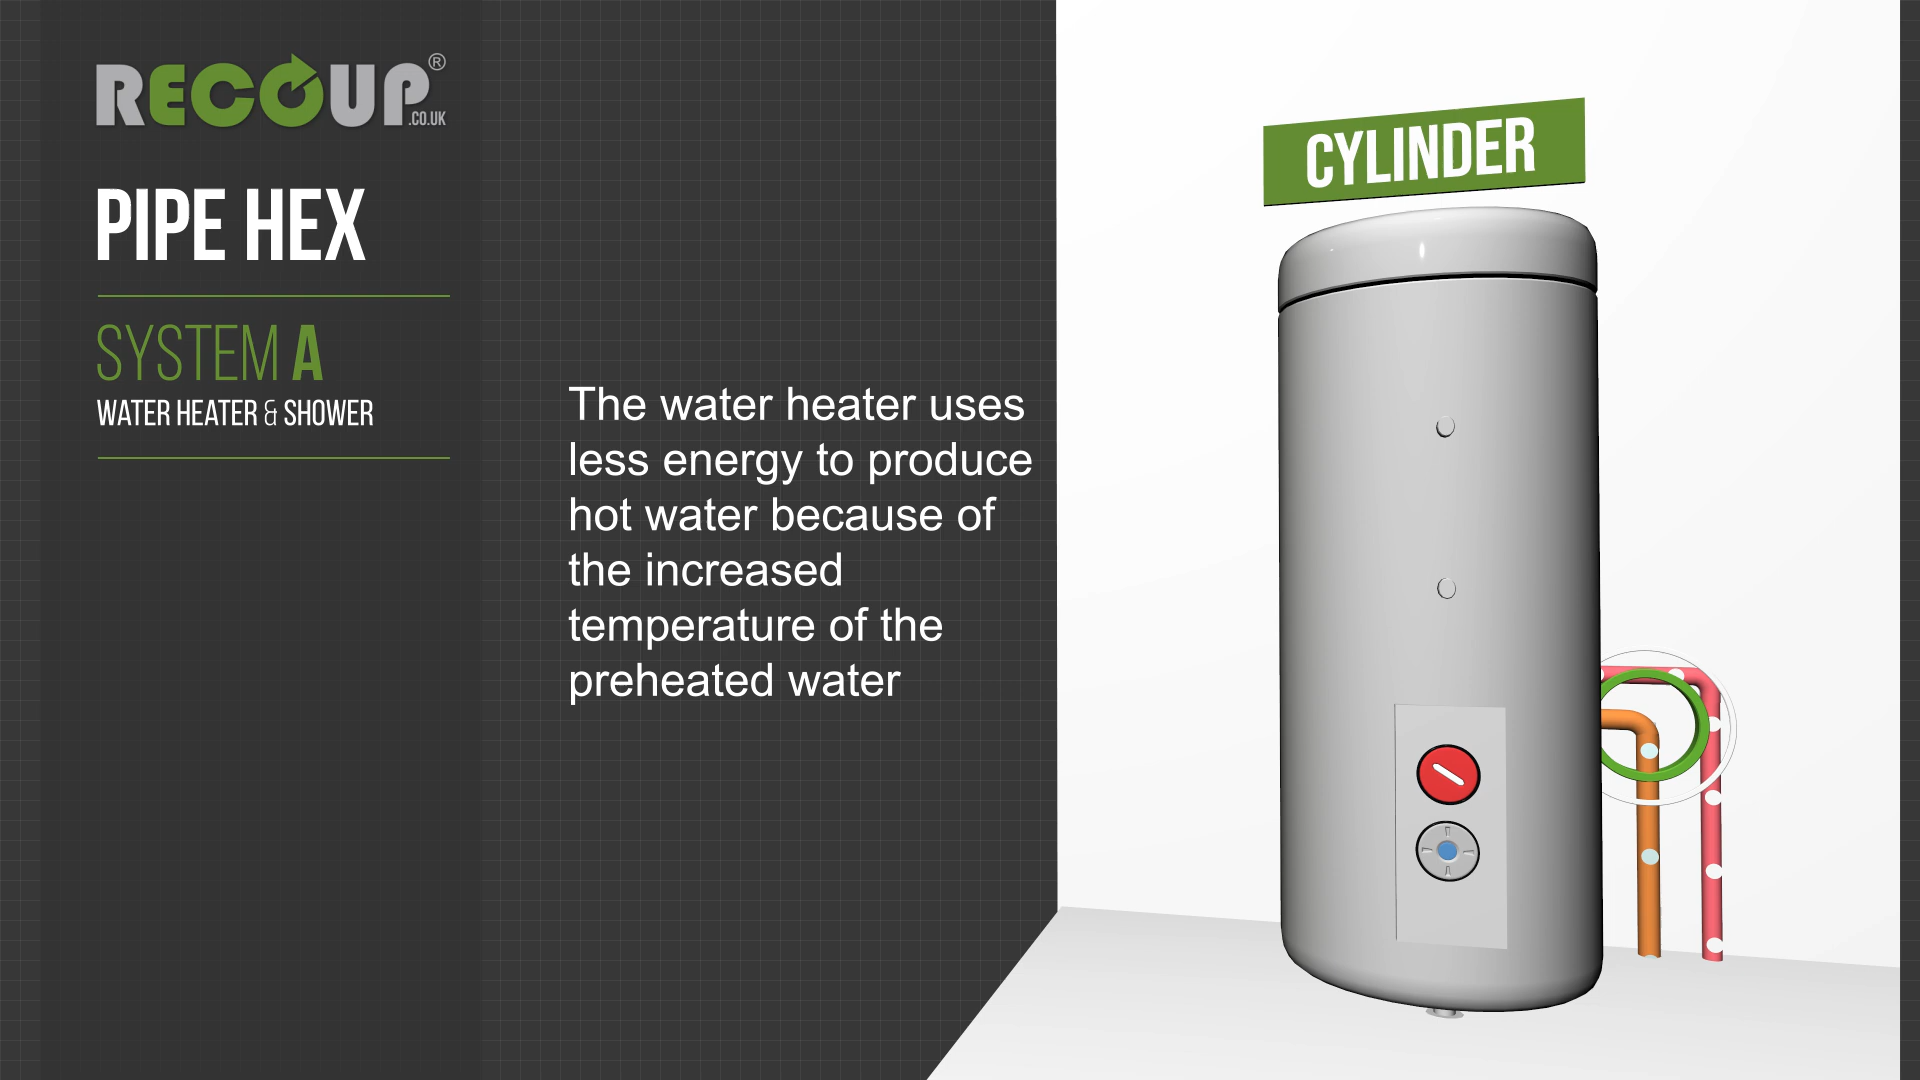 RECOUP®
.CO.UK
PIPE HEX
SYSTEM A
WATER HEATER & SHOWER
The water heater uses
less energy to produce
hot water because of
the increased
temperature of the
preheated water
CYLINDER